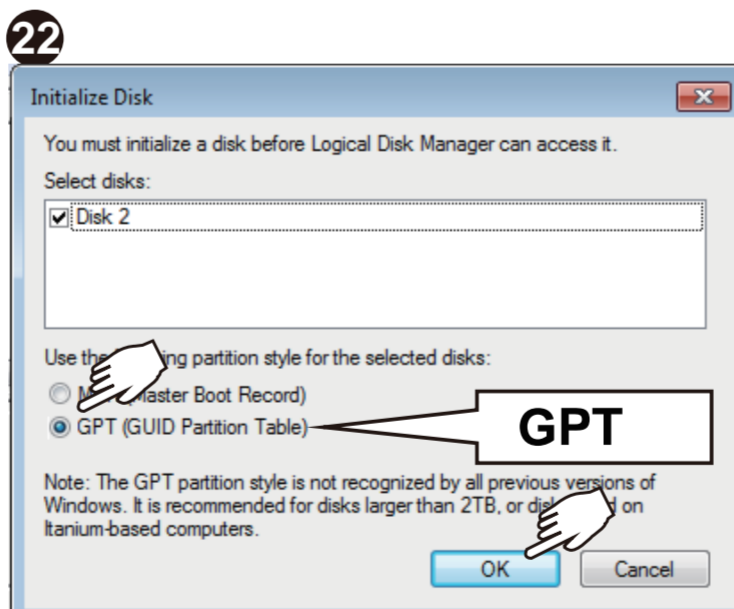 22
Initialize Disk
You must initialize a disk before Logical Disk Manager can access it.
Select disks:
Disk 2
Use the ing partition style for the selected disks:
(Master Boot Record)
GPT (GUID Partition Table)
GPT
Note: The GPT partition style is not recognized by all previous versions of
Windows. It is recommended for disks larger than 2TB, or on
Itanium-based computers.
OK
Cancel